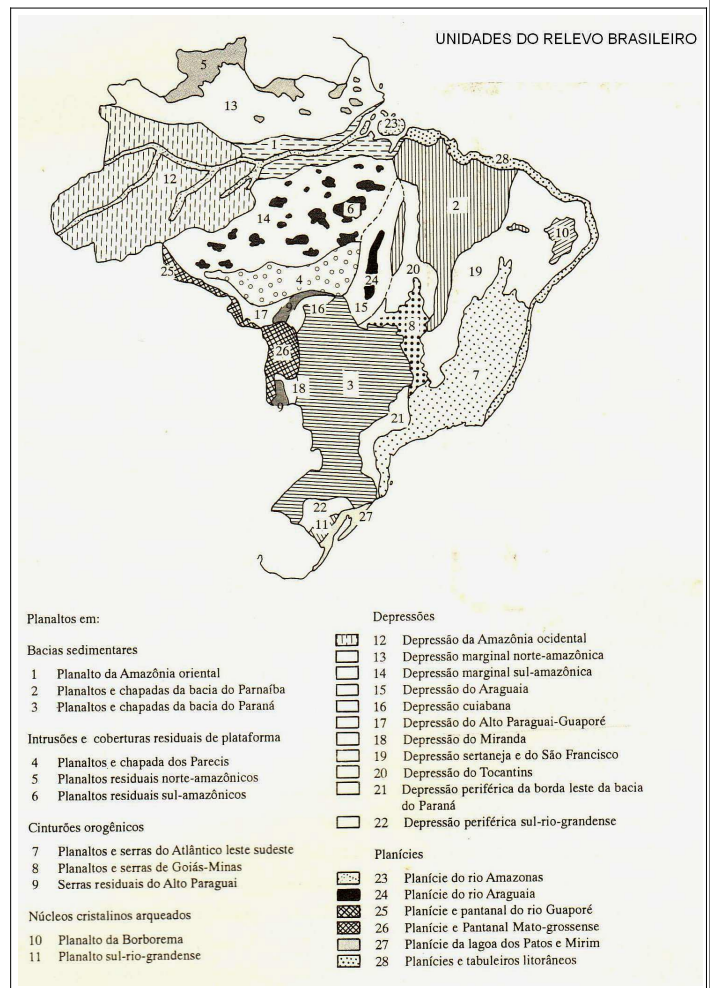 UNIDADES DO RELEVO BRASILEIRO
5
13
23
1
28
12
2
6
14
10
25
4
24
20
19
17
9
16
15
8
26
3
7
18
9
21
22
11
27
Planaltos em:
Bacias sedimentares
1 Planalto da Amazônia oriental
2 Planaltos e chapadas da bacia do Parnaíba
3 Planaltos e chapadas da bacia do Paraná
Intrusões e coberturas residuais de plataforma
4 Planaltos e chapada dos Parecis
5 Planaltos residuais norte-amazônicos
6 Planaltos residuais sul-amazônicos
Cinturões orogênicos
7 Planaltos e serras do Atlântico leste sudeste
8 Planaltos e serras de Goiás-Minas
9 Serras residuais do Alto Paraguai
Núcleos cristalinos arqueados
10 Planalto da Borborema
11 Planalto sul-rio-grandense
Depressões
12 Depressão da Amazônia ocidental
13 Depressão marginal norte-amazônica
14 Depressão marginal sul-amazônica
15 Depressão do Araguaia
16 Depressão cuiabana
17 Depressão do Alto Paraguai-Guaporé
18 Depressão do Miranda
19 Depressão sertaneja e do São Francisco
20 Depressão do Tocantins
21 Depressão periférica da borda leste da bacia
do Paraná
22 Depressão periférica sul-rio-grandense
Planícies
23 Planície do rio Amazonas
24 Planície do rio Araguaia
25 Planície e pantanal do rio Guaporé
26 Planície e Pantanal Mato-grossense
27 Planície da lagoa dos Patos e Mirim
28 Planícies e tabuleiros litorâneos